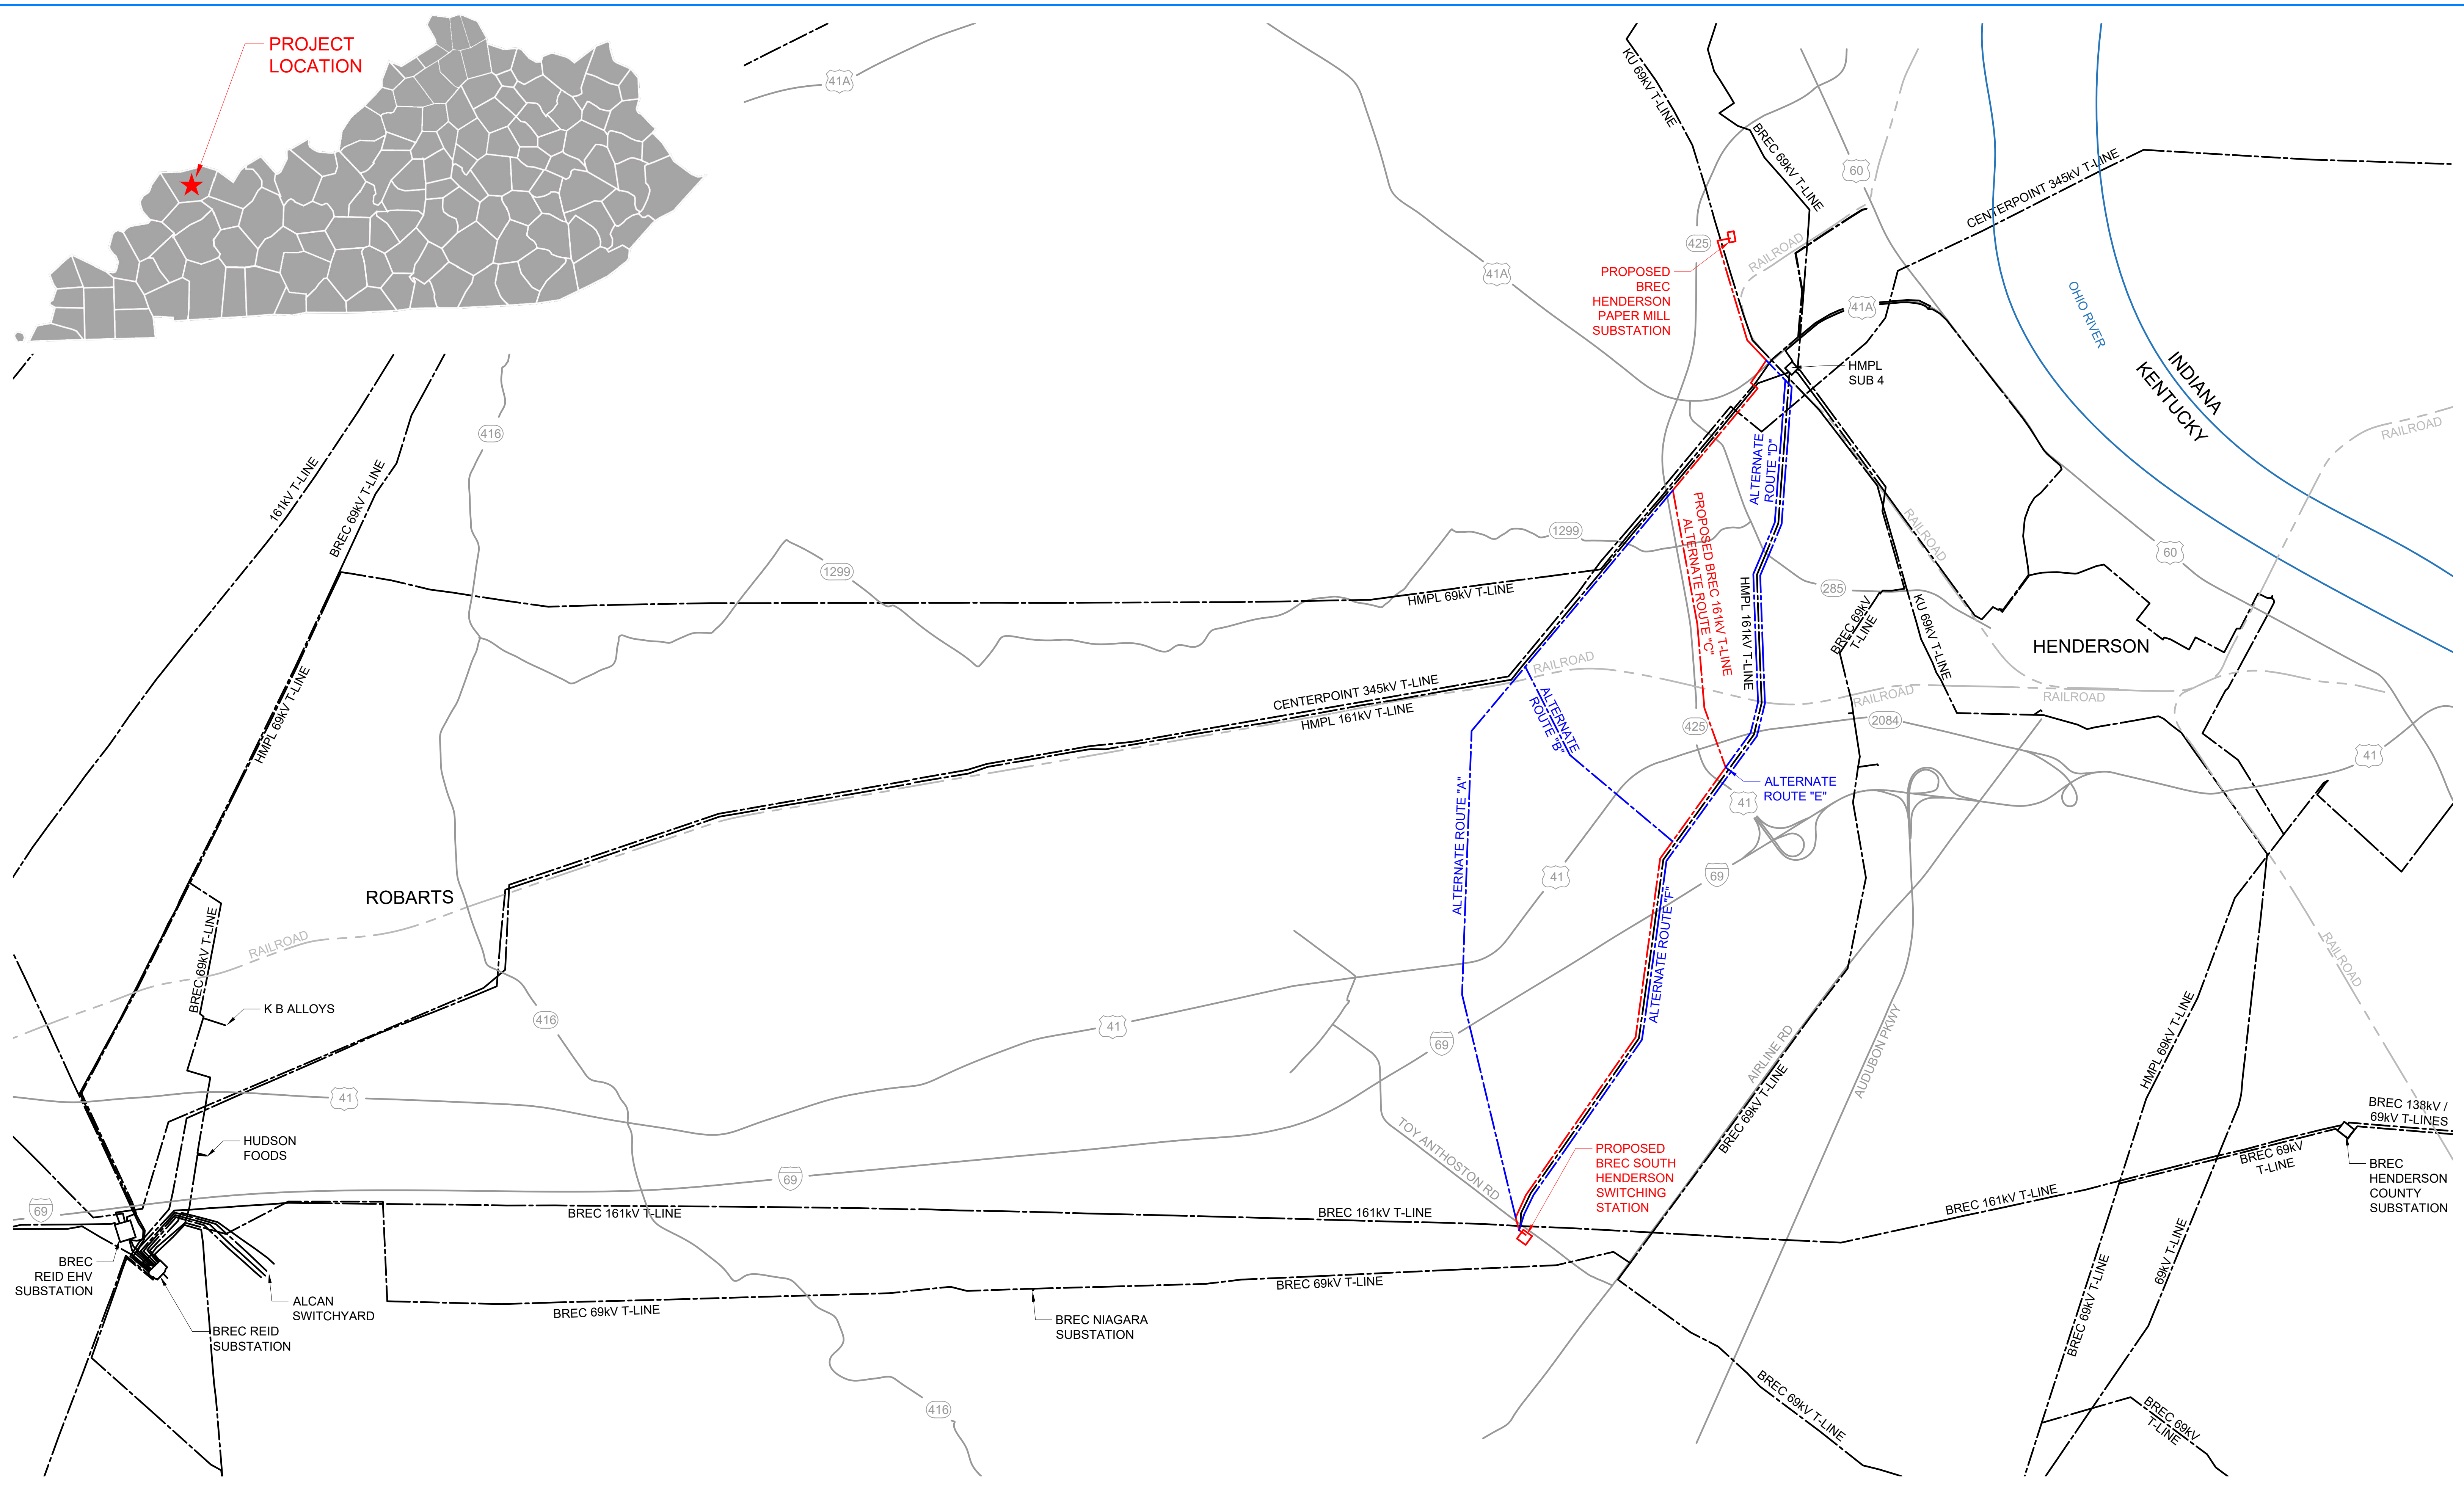 PROJECT
LOCATION
41A
KU 69kV T-LINE
BREC 69kV T-LINE
60
CENTERPOINT 345kV T-LINE
425
RAILROAD
41A
PROPOSED
BREC
HENDERSON
PAPER MILL
SUBSTATION
41A
OHIO RIVER
INDIANA
KENTUCKY
HMPL
SUB 4
416
161kV T-LINE
BREC 69kV T-LINE
ALTERNATE
ROUTE "D"
RAILROAD
PROPOSED BREC 161kV T-LINE
ALTERNATE ROUTE "C"
RAILROAD
1299
1299
60
HMPL 69kV T-LINE
HMPL 161kV T-LINE
285
BREC 69kV
T-LINE
KU 69kV T-LINE
HENDERSON
HMPL 69kV T-LINE
RAILROAD
CENTERPOINT 345kV T-LINE
HMPL 161kV T-LINE
ALTERNATE
ROUTE "B"
425
RAILROAD
RAILROAD
2084
41
ALTERNATE
ROUTE "E"
41
ALTERNATE ROUTE "A"
41
69
ROBARTS
ALTERNATE ROUTE "F"
RAILROAD
BREC 69kV T-LINE
RAILROAD
K B ALLOYS
416
41
69
AIRLINE RD
AUDUBON PKWY
HMPL 69kV T-LINE
BREC 69kV T-LINE
41
BREC 138kV /
69kV T-LINES
HUDSON
FOODS
TOY ANTHOSTON RD
PROPOSED
BREC SOUTH
HENDERSON
SWITCHING
STATION
BREC 69kV
T-LINE
BREC
HENDERSON
COUNTY
SUBSTATION
69
69
BREC 161kV T-LINE
BREC 161kV T-LINE
BREC 161kV T-LINE
BREC
REID EHV
SUBSTATION
ALCAN
SWITCHYARD
BREC REID
SUBSTATION
BREC 69kV T-LINE
BREC NIAGARA
SUBSTATION
BREC 69kV T-LINE
BREC 69kV T-LINE
69kV T-LINE
416
BREC 69kV T-LINE
BREC 69kV
T-LINE